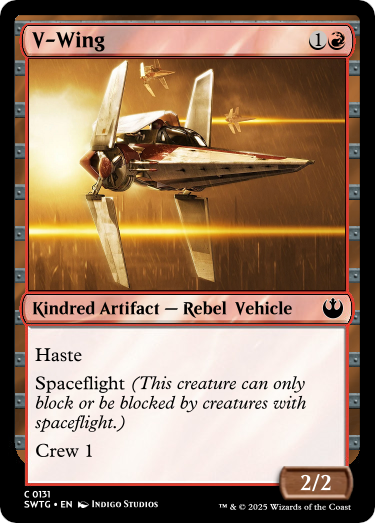 V-Wing 1
Kindred Artifact — Rebel Vehicle
Haste
Spaceflight (This creature can only
block or be blocked by creatures with
spaceflight.)
Crew 1
2/2
C 0131
SWTG • EN Indigo Studios
™ & © 2025 Wizards of the Coast